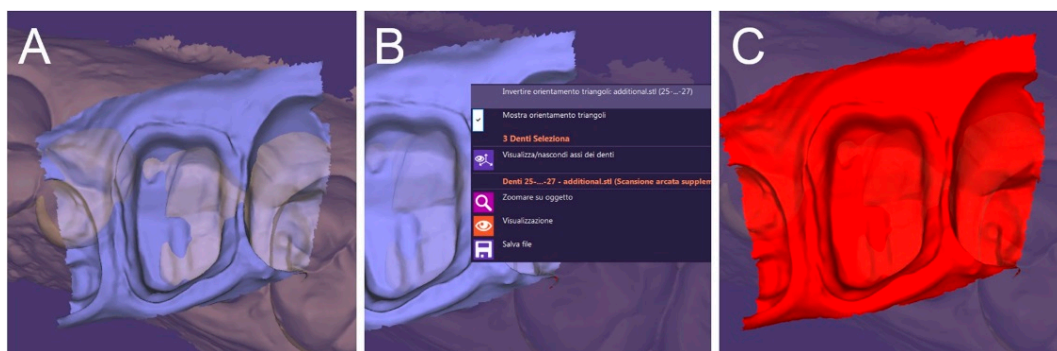 A
B
C
Invertire orientamento triangoli: additional.stl (25-...-27)
Mostra orientamento triangoli
3 Denti Seleziona
Visualizza/nascondi assi dei denti
Denti 25-...-27 - additional.stl (Scansione arcata supplem
Zoomare su oggetto
Visualizzazione
Salva file